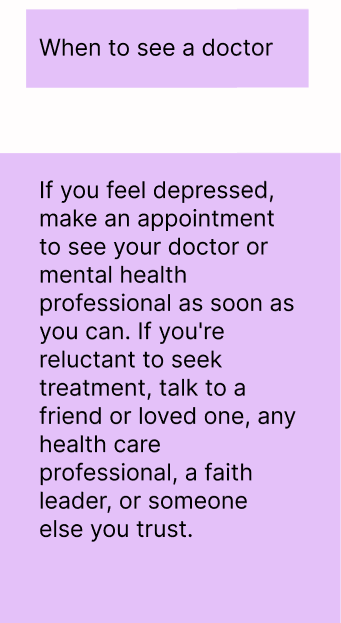 When to see a doctor
If you feel depressed,
make an appointment
to see your doctor or
mental health
professional as soon as
you can. If you're
reluctant to seek
treatment, talk to a
friend or loved one, any
health care
professional, a faith
leader, or someone
else you trust.